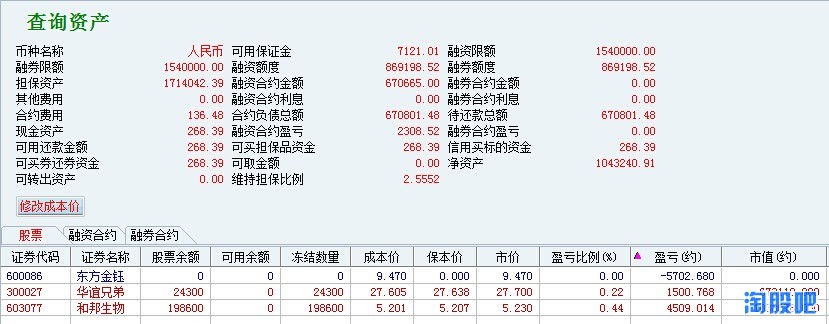 查询资产
币种名称 人民币 可用保证金 7121.01 融资限额 1540000.00
融券限额 1540000.00 融资额度 869198.52 融券额度 869198.52
担保资产 1714042.39 融资合约金额 670665.00 融券合约金额 0.00
其他费用 0.00 融资合约利息 0.00 融券合约利息 0.00
合约费用 136.48 合约负债总额 670801.48 待还款总额 670801.48
现金资产 268.39 融资合约盈亏 2308.52 融券合约盈亏 0.00
可用还款金额 268.39 可买担保品资金 268.39 信用买标的资金 268.39
可买券还券资金 268.39 可取金额 0.00 净资产 1043240.91
可转出资产 0.00 维持担保比例 2.5552
修改成本价
股票 融资合约 融券合约
证券代码 证券名称 股票余额 可用余额 冻结数量 成本价 保本价 市价 盈亏比例(%) 盈亏(约) 市值(约)
600086 东方金钰 0 0 0 9.470 0.000 9.470 0.00 -5702.680 0.000
300027 华谊兄弟 24300 0 24300 27.605 27.638 27.700 0.22 1500.768
603077 和邦生物 198600 0 198600 5.201 5.207 5.230 0.44 4509.014
淘股吧